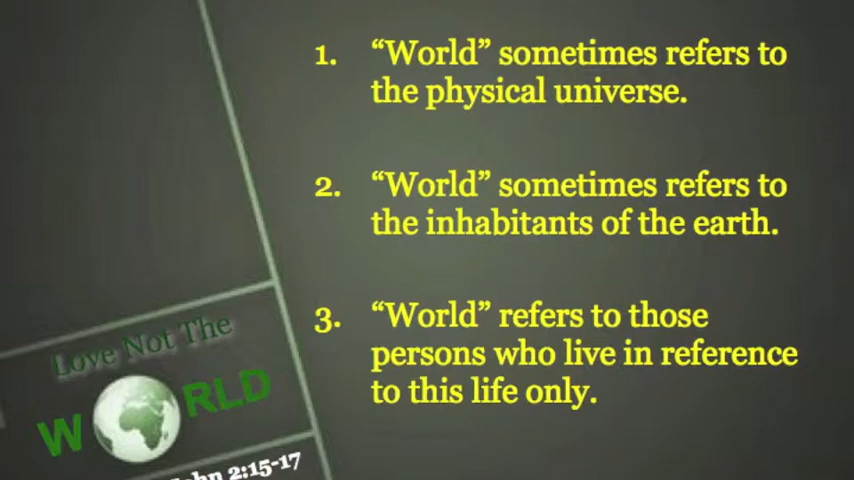 1. “World” sometimes refers to
the physical universe.
2. “World” sometimes refers to
the inhabitants of the earth.
3. “World” refers to those
persons who live in reference
to this life only.
Love Not The
W RLD
John 2:15-17